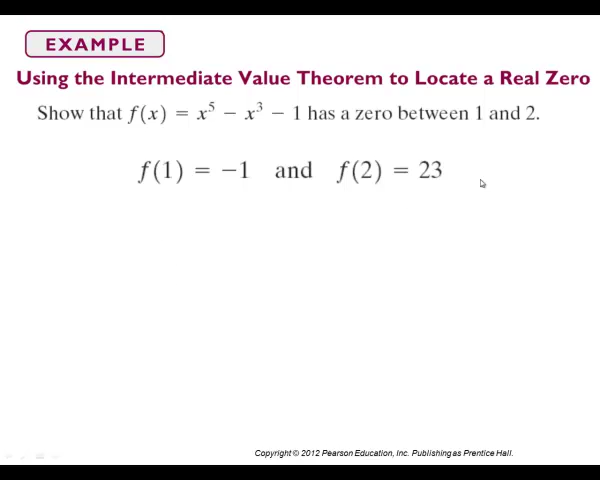 EXAMPLE
Using the Intermediate Value Theorem to Locate a Real Zero
Show that f(x) = x⁵ − x³ − 1 has a zero between 1 and 2.
f(1) = −1 and f(2) = 23
Copyright © 2012 Pearson Education, Inc. Publishing as Prentice Hall.